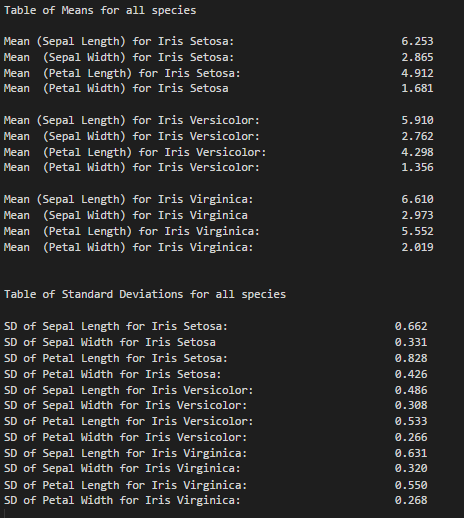 Table of Means for all species
Mean (Sepal Length) for Iris Setosa: 6.253
Mean  (Sepal Width) for Iris Setosa: 2.865
Mean  (Petal Length) for Iris Setosa: 4.912
Mean  (Petal Width) for Iris Setosa 1.681
Mean (Sepal Length) for Iris Versicolor: 5.910
Mean  (Sepal Width) for Iris Versicolor: 2.762
Mean  (Petal Length) for Iris Versicolor: 4.298
Mean  (Petal Width) for Iris Versicolor: 1.356
Mean (Sepal Length) for Iris Virginica: 6.610
Mean  (Sepal Width) for Iris Virginica 2.973
Mean  (Petal Length) for Iris Virginica: 5.552
Mean  (Petal Width) for Iris Virginica: 2.019
Table of Standard Deviations for all species
SD of Sepal Length for Iris Setosa: 0.662
SD of Sepal Width for Iris Setosa 0.331
SD of Petal Length for Iris Setosa: 0.828
SD of Petal Width for Iris Setosa: 0.426
SD of Sepal Length for Iris Versicolor: 0.486
SD of Sepal Width for Iris Versicolor: 0.308
SD of Petal Length for Iris Versicolor: 0.533
SD of Petal Width for Iris Versicolor: 0.266
SD of Sepal Length for Iris Virginica: 0.631
SD of Sepal Width for Iris Virginica: 0.320
SD of Petal Length for Iris Virginica: 0.550
SD of Petal Width for Iris Virginica: 0.268